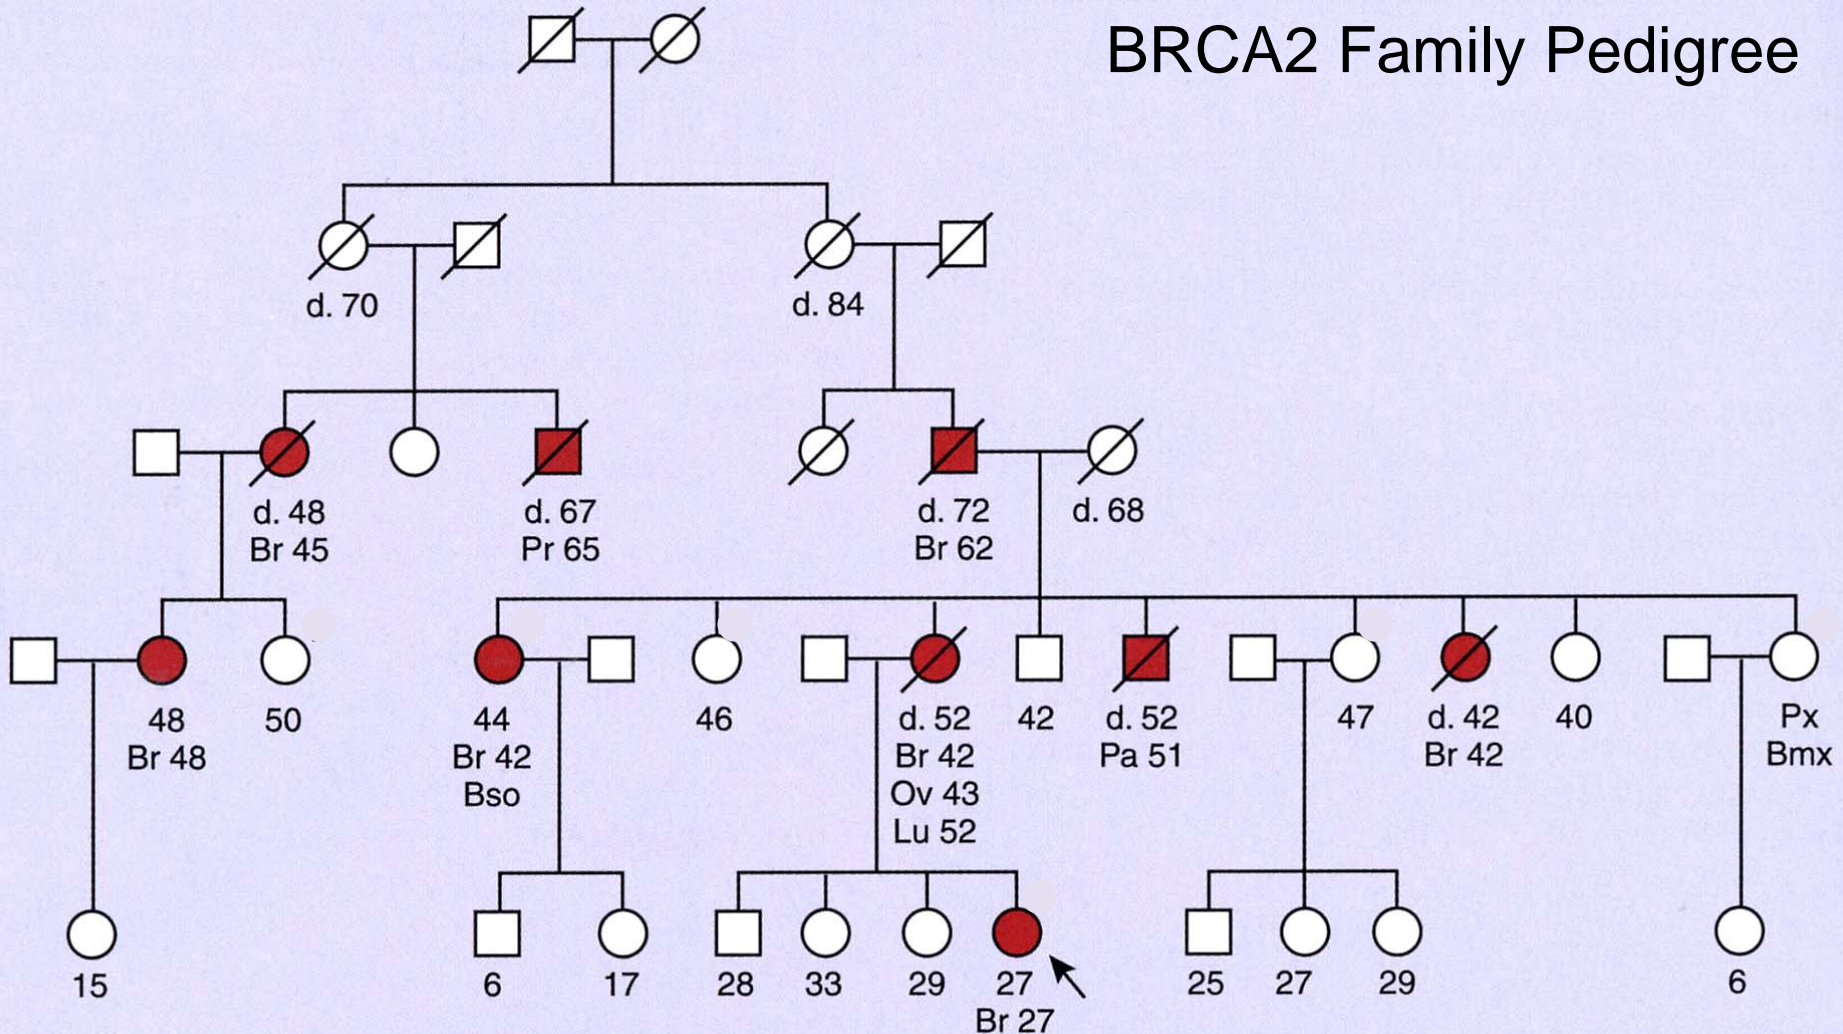 BRCA2 Family Pedigree
d. 70
d. 84
d. 48
Br 45
d. 67
Pr 65
d. 72
Br 62
d. 68
48
Br 48
50
44
Br 42
Bso
46
d. 52
Br 42
Ov 43
Lu 52
42
d. 52
Pa 51
47
d. 42
Br 42
40
Px
Bmx
15
6
17
28
33
29
27
Br 27
25
27
29
6